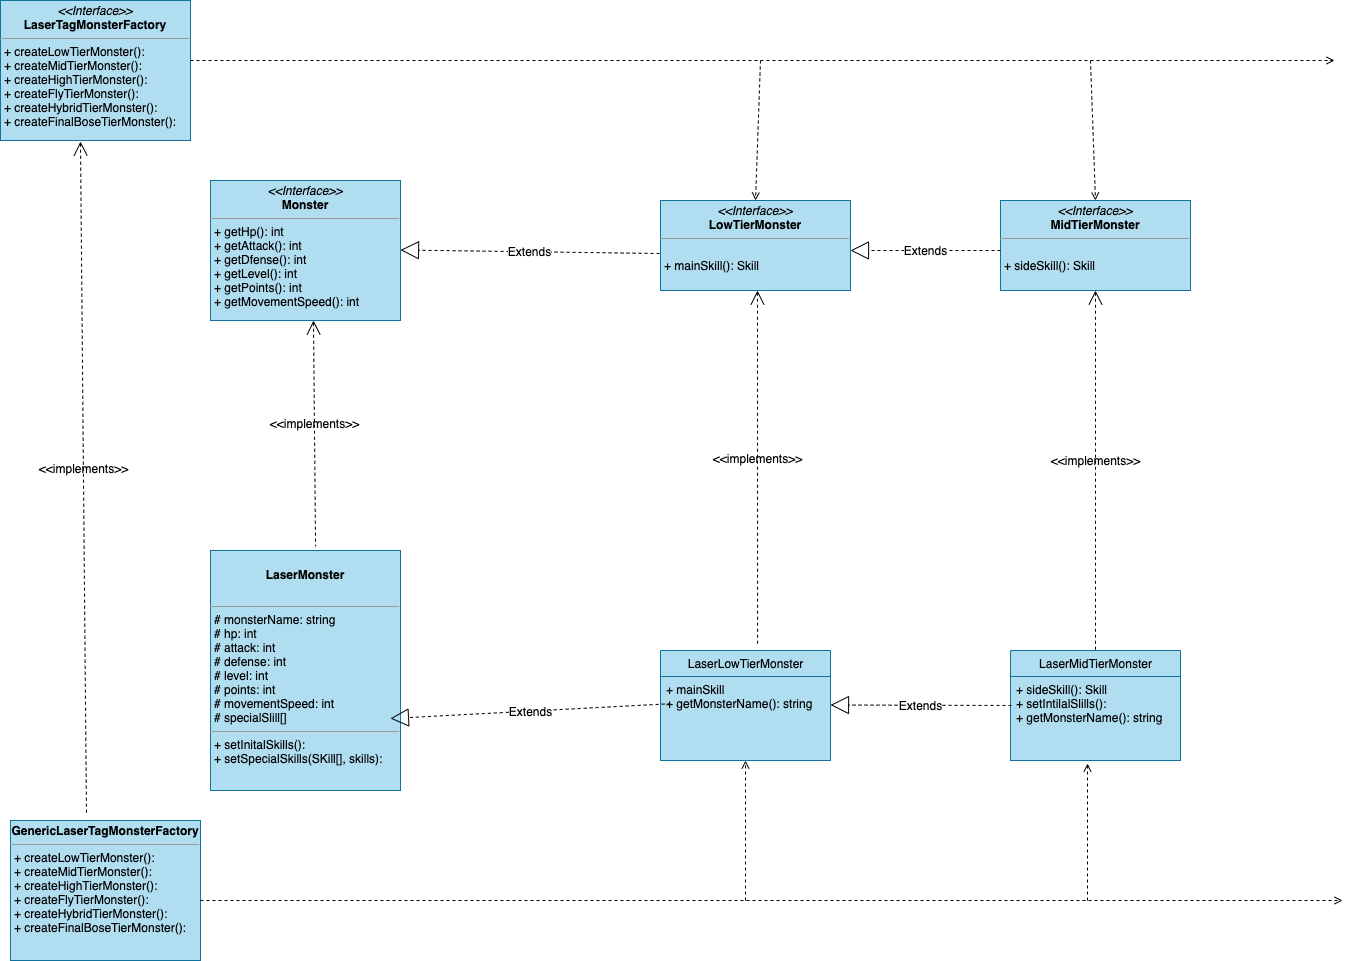 <<Interface>>
LaserTagMonsterFactory
+ createLowTierMonster():
+ createMidTierMonster():
+ createHighTierMonster():
+ createFlyTierMonster():
+ createHybridTierMonster():
+ createFinalBoseTierMonster():
<<Interface>>
Monster
+ getHp(): int
+ getAttack(): int
+ getDfense(): int
+ getLevel(): int
+ getPoints(): int
+ getMovementSpeed(): int
Extends
<<Interface>>
LowTierMonster
+ mainSkill(): Skill
Extends
<<Interface>>
MidTierMonster
+ sideSkill(): Skill
<<implements>>
<<implements>>
<<implements>>
<<implements>>
LaserMonster
# monsterName: string
# hp: int
# attack: int
# defense: int
# level: int
# points: int
# movementSpeed: int
# specialSlill[]
+ setInitalSkills():
+ setSpecialSkills(SKill[], skills):
Extends
LaserLowTierMonster
+ mainSkill
+ getMonsterName(): string
Extends
LaserMidTierMonster
+ sideSkill(): Skill
+ setIntilalSlills():
+ getMonsterName(): string
GenericLaserTagMonsterFactory
+ createLowTierMonster():
+ createMidTierMonster():
+ createHighTierMonster():
+ createFlyTierMonster():
+ createHybridTierMonster():
+ createFinalBoseTierMonster():